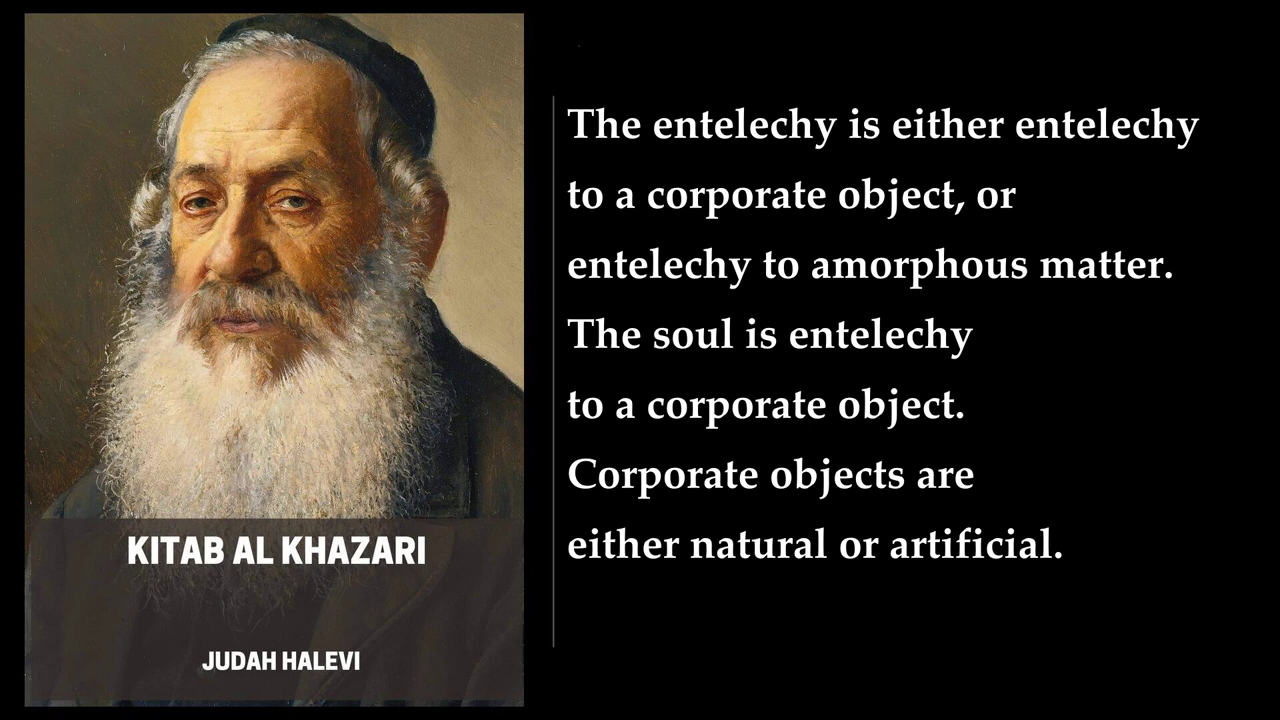 KITAB AL KHAZARI
JUDAH HALEVI
The entelechy is either entelechy
to a corporate object, or
entelechy to amorphous matter.
The soul is entelechy
to a corporate object.
Corporate objects are
either natural or artificial.